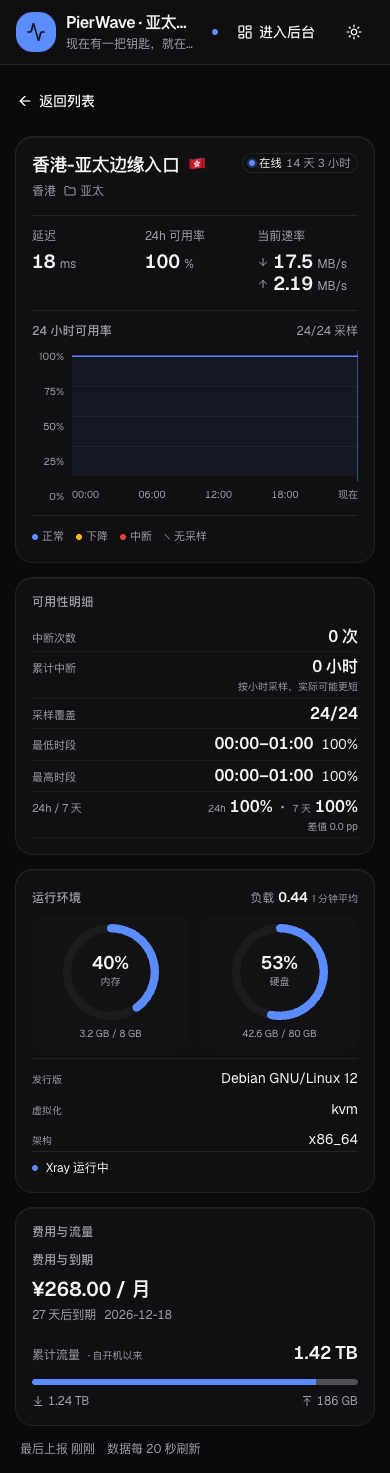 PierWave · 亚太...
现在有一把钥匙，就在...
进入后台
返回列表
香港-亚太边缘入口 🇭🇰
在线 14 天 3 小时
香港 亚太
延迟 24h 可用率 当前速率
18 ms 100 % ↓ 17.5 MB/s
↑ 2.19 MB/s
24 小时可用率 24/24 采样
100%
75%
50%
25%
0%
00:00 06:00 12:00 18:00 现在
正常 下降 中断 无采样
可用性明细
中断次数 0 次
累计中断 0 小时
按小时采样，实际可能更短
采样覆盖 24/24
最低时段 00:00–01:00 100%
最高时段 00:00–01:00 100%
24h / 7 天 24h 100% · 7 天 100%
差值 0.0 pp
运行环境 负载 0.44 1 分钟平均
40% 53%
内存 硬盘
3.2 GB / 8 GB 42.6 GB / 80 GB
发行版 Debian GNU/Linux 12
虚拟化 kvm
架构 x86_64
Xray 运行中
费用与流量
费用与到期
¥268.00 / 月
27 天后到期 2026-12-18
累计流量 · 自开机以来 1.42 TB
1.24 TB 186 GB
最后上报 刚刚 数据每 20 秒刷新